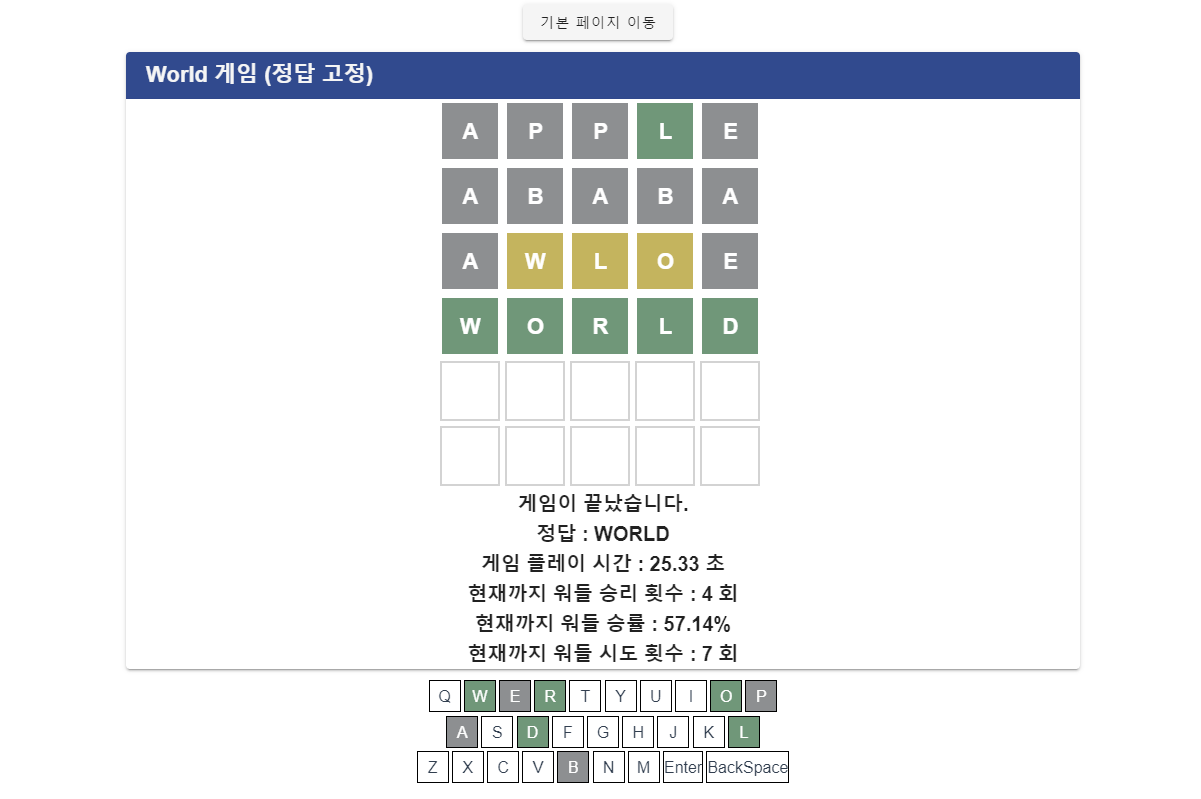 기본 페이지 이동
World 게임 (정답 고정)
A P P L E
A B A B A
A W L O E
W O R L D
게임이 끝났습니다.
정답 : WORLD
게임 플레이 시간 : 25.33 초
현재까지 워들 승리 횟수 : 4 회
현재까지 워들 승률 : 57.14%
현재까지 워들 시도 횟수 : 7 회
Q W E R T Y U I O P
A S D F G H J K L
Z X C V B N M Enter BackSpace